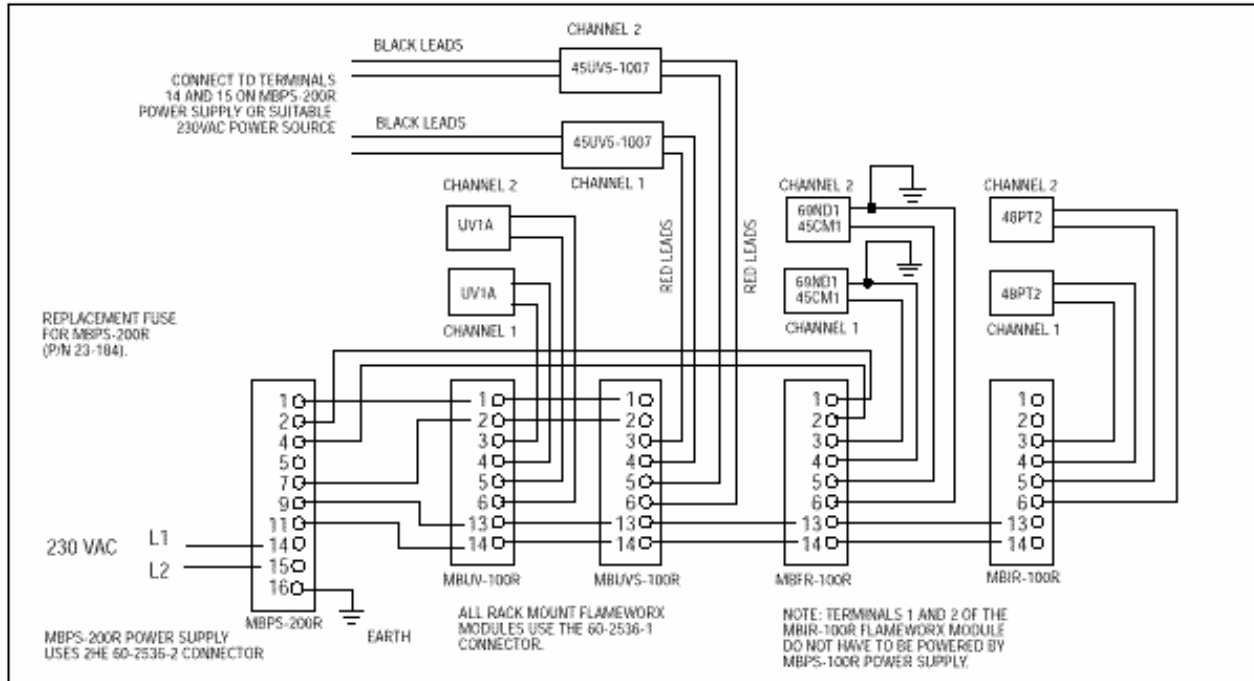 CHANNEL 2
BLACK LEADS
45UV5-1007
CONNECT TO TERMINALS
14 AND 15 ON MBPS-200R
POWER SUPPLY OR SUITABLE
230VAC POWER SOURCE
BLACK LEADS
45UV5-1007
CHANNEL 1
CHANNEL 2
UV1A
UV1A
CHANNEL 1
RED LEADS
RED LEADS
CHANNEL 2
69ND1
45CM1
69ND1
45CM1
CHANNEL 1
CHANNEL 2
48PT2
48PT2
CHANNEL 1
REPLACEMENT FUSE
FOR MBPS-200R
(P/N 23-184).
1
2
4
5
7
9
11
14
15
16
MBPS-200R
230 VAC
L1
L2
EARTH
1
2
3
4
5
6
13
14
MBUV-100R
1
2
3
4
5
6
13
14
MBUVS-100R
1
2
3
4
5
6
13
14
MBFR-100R
1
2
3
4
5
6
13
14
MBIR-100R
MBPS-200R POWER SUPPLY
USES 2HE 60-2536-2 CONNECTOR
ALL RACK MOUNT FLAMEWORX
MODULES USE THE 60-2536-1
CONNECTOR.
NOTE: TERMINALS 1 AND 2 OF THE
MBIR-100R FLAMEWORX MODULE
DO NOT HAVE TO BE POWERED BY
MBPS-100R POWER SUPPLY.